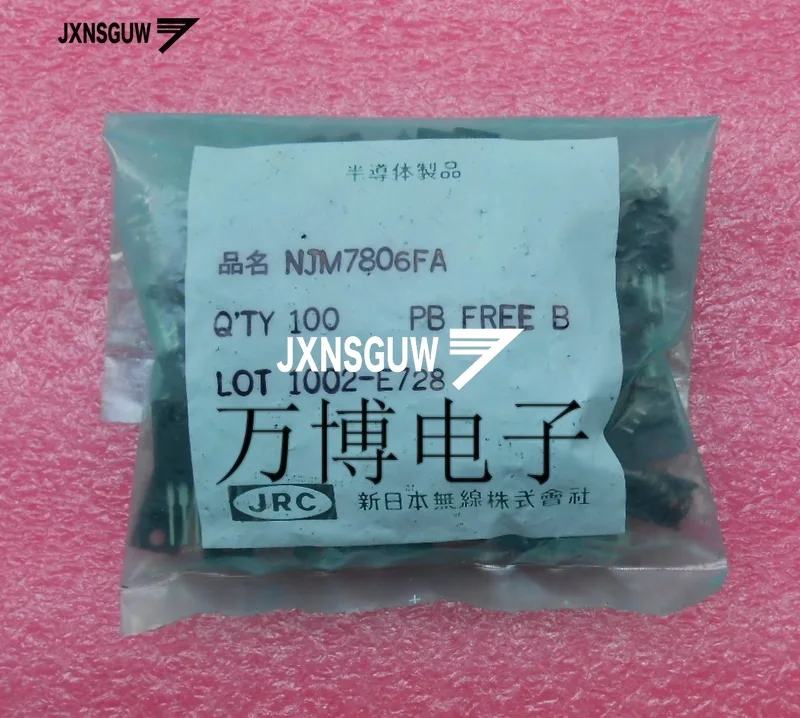 JXNSGUW
半導体製品
品名 NJM7806FA
Q'TY 100 PB FREE B
JXNSGUW
LOT 1002-E728
万博电子
JRC 新日本無線株式會社